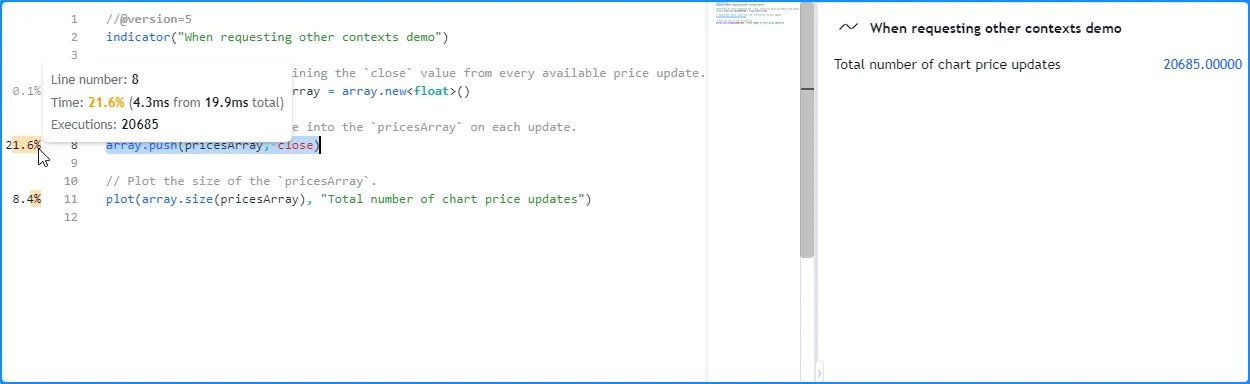 1 //@version=5
2 indicator("When requesting other contexts demo")
3
ining the `close` value from every available price update.
0.1% array = array.new<float>()
e into the `pricesArray` on each update.
21.6% 8 array.push(pricesArray, close)
9
10 // Plot the size of the `pricesArray`.
8.4% 11 plot(array.size(pricesArray), "Total number of chart price updates")
12
Line number: 8
Time: 21.6% (4.3ms from 19.9ms total)
Executions: 20685
When requesting other contexts demo
Total number of chart price updates 20685.00000